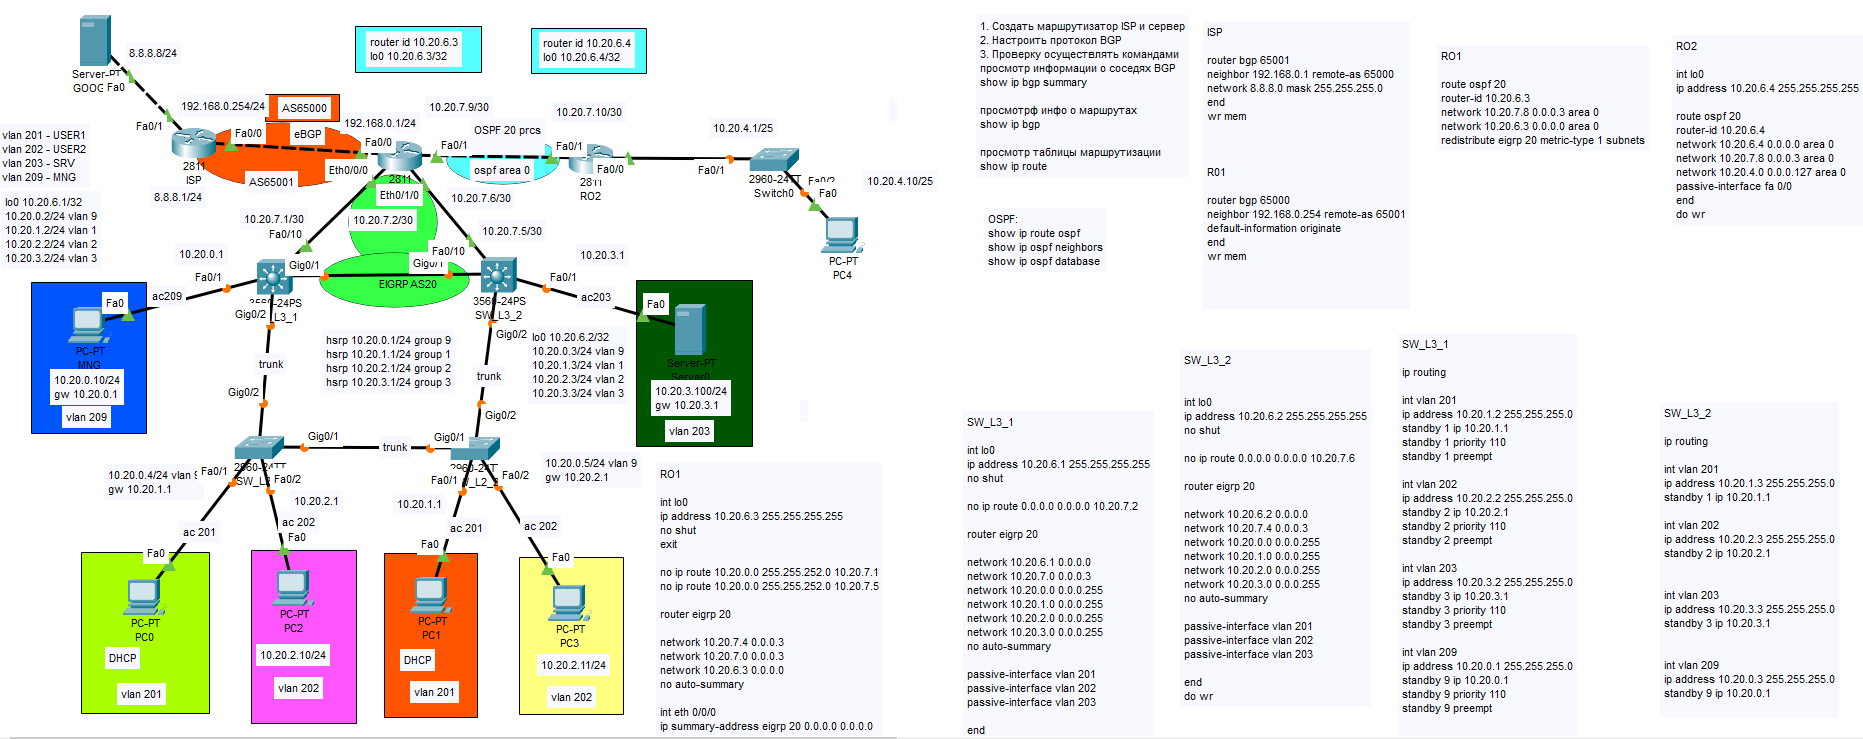 8.8.8.8/24
Server-PT
GOOG
Fa0
192.168.0.254/24
AS65000
Fa0/1
Fa0/0
eBGP
192.168.0.1/24
Fa0/0
2811
ISP
AS65001
8.8.8.1/24
router id 10.20.6.3
lo0 10.20.6.3/32
router id 10.20.6.4
lo0 10.20.6.4/32
10.20.7.9/30
10.20.7.10/30
OSPF 20 prcs
Fa0/1
Fa0/1
ospf area 0
Eth0/0/0
2811
Eth0/1/0
Fa0/0
2811
RO2
10.20.4.1/25
Fa0/1
2960-24TT
Switch0
Fa0/2
Fa0
10.20.4.10/25
PC-PT
PC4
vlan 201 - USER1
vlan 202 - USER2
vlan 203 - SRV
vlan 209 - MNG
lo0 10.20.6.1/32
10.20.0.2/24 vlan 9
10.20.1.2/24 vlan 1
10.20.2.2/24 vlan 2
10.20.3.2/24 vlan 3
10.20.7.1/30
Fa0/10
10.20.7.2/30
10.20.7.6/30
10.20.7.5/30
Fa0/10
10.20.0.1
Fa0/1
Gig0/1
Gig0/1
EIGRP AS20
10.20.3.1
Fa0/1
ac209
Fa0
PC-PT
MNG
10.20.0.10/24
gw 10.20.0.1
vlan 209
3560-24PS
L3_1
Gig0/2
trunk
Gig0/2
3560-24PS
SW_L3_2
Gig0/2
trunk
Gig0/2
hsrp 10.20.0.1/24 group 9
hsrp 10.20.1.1/24 group 1
hsrp 10.20.2.1/24 group 2
hsrp 10.20.3.1/24 group 3
lo0 10.20.6.2/32
10.20.0.3/24 vlan 9
10.20.1.3/24 vlan 1
10.20.2.3/24 vlan 2
10.20.3.3/24 vlan 3
ac203
Fa0
Server-PT
Server0
10.20.3.100/24
gw 10.20.3.1
vlan 203
Gig0/1
trunk
Gig0/1
2960-24TT
2960-24TT
10.20.0.4/24 vlan 9
gw 10.20.1.1
Fa0/1
Fa0/2
10.20.2.1
10.20.1.1
Fa0/1
Fa0/2
10.20.0.5/24 vlan 9
gw 10.20.2.1
ac 201
ac 202
ac 201
ac 202
Fa0
Fa0
Fa0
Fa0
PC-PT
PC0
DHCP
vlan 201
PC-PT
PC2
10.20.2.10/24
vlan 202
PC-PT
PC1
DHCP
vlan 201
PC-PT
PC3
10.20.2.11/24
vlan 202
RO1
int lo0
ip address 10.20.6.3 255.255.255.255
no shut
exit
no ip route 10.20.0.0 255.255.252.0 10.20.7.1
no ip route 10.20.0.0 255.255.252.0 10.20.7.5
router eigrp 20
network 10.20.7.4 0.0.0.3
network 10.20.7.0 0.0.0.3
network 10.20.6.3 0.0.0.0
no auto-summary
int eth 0/0/0
ip summary-address eigrp 20 0.0.0.0 0.0.0.0
1. Создать маршрутизатор ISP и сервер
2. Настроить протокол BGP
3. Проверку осуществлять командами
просмотр информации о соседях BGP
show ip bgp summary
просмотрф инфо о маршрутах
show ip bgp
просмотр таблицы маршрутизации
show ip route
OSPF:
show ip route ospf
show ip ospf neighbors
show ip ospf database
ISP
router bgp 65001
neighbor 192.168.0.1 remote-as 65000
network 8.8.8.0 mask 255.255.255.0
end
wr mem
R01
router bgp 65000
neighbor 192.168.0.254 remote-as 65001
default-information originate
end
wr mem
RO1
route ospf 20
router-id 10.20.6.3
network 10.20.7.8 0.0.0.3 area 0
network 10.20.6.3 0.0.0.0 area 0
redistribute eigrp 20 metric-type 1 subnets
RO2
int lo0
ip address 10.20.6.4 255.255.255.255
route ospf 20
router-id 10.20.6.4
network 10.20.6.4 0.0.0.0 area 0
network 10.20.7.8 0.0.0.3 area 0
network 10.20.4.0 0.0.0.127 area 0
passive-interface fa 0/0
end
do wr
SW_L3_1
int lo0
ip address 10.20.6.1 255.255.255.255
no shut
no ip route 0.0.0.0 0.0.0.0 10.20.7.2
router eigrp 20
network 10.20.6.1 0.0.0.0
network 10.20.7.0 0.0.0.3
network 10.20.0.0 0.0.0.255
network 10.20.1.0 0.0.0.255
network 10.20.2.0 0.0.0.255
network 10.20.3.0 0.0.0.255
no auto-summary
passive-interface vlan 201
passive-interface vlan 202
passive-interface vlan 203
end
SW_L3_2
int lo0
ip address 10.20.6.2 255.255.255.255
no shut
no ip route 0.0.0.0 0.0.0.0 10.20.7.6
router eigrp 20
network 10.20.6.2 0.0.0.0
network 10.20.7.4 0.0.0.3
network 10.20.0.0 0.0.0.255
network 10.20.1.0 0.0.0.255
network 10.20.2.0 0.0.0.255
network 10.20.3.0 0.0.0.255
no auto-summary
passive-interface vlan 201
passive-interface vlan 202
passive-interface vlan 203
end
do wr
SW_L3_1
ip routing
int vlan 201
ip address 10.20.1.2 255.255.255.0
standby 1 ip 10.20.1.1
standby 1 priority 110
standby 1 preempt
int vlan 202
ip address 10.20.2.2 255.255.255.0
standby 2 ip 10.20.2.1
standby 2 priority 110
standby 2 preempt
int vlan 203
ip address 10.20.3.2 255.255.255.0
standby 3 ip 10.20.3.1
standby 3 priority 110
standby 3 preempt
int vlan 209
ip address 10.20.0.1 255.255.255.0
standby 9 ip 10.20.0.1
standby 9 priority 110
standby 9 preempt
SW_L3_2
ip routing
int vlan 201
ip address 10.20.1.3 255.255.255.0
standby 1 ip 10.20.1.1
int vlan 202
ip address 10.20.2.3 255.255.255.0
standby 2 ip 10.20.2.1
int vlan 203
ip address 10.20.3.3 255.255.255.0
standby 3 ip 10.20.3.1
int vlan 209
ip address 10.20.0.3 255.255.255.0
standby 9 ip 10.20.0.1